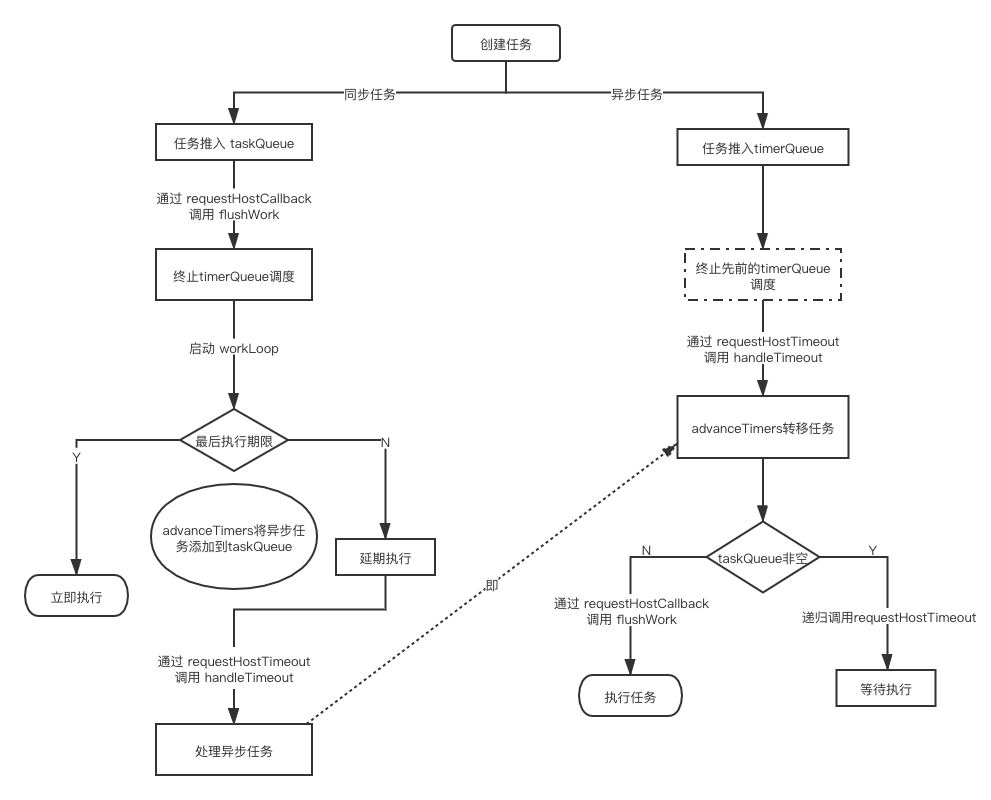 创建任务
同步任务
异步任务
任务推入 taskQueue
任务推入timerQueue
通过 requestHostCallback
调用 flushWork
终止timerQueue调度
终止先前的timerQueue
调度
启动 workLoop
通过 requestHostTimeout
调用 handleTimeout
最后执行期限
Y
N
advanceTimers转移任务
advanceTimers将异步任
务添加到taskQueue
延期执行
立即执行
taskQueue非空
N
Y
即
通过 requestHostCallback
调用 flushWork
递归调用requestHostTimeout
通过 requestHostTimeout
调用 handleTimeout
执行任务
等待执行
处理异步任务